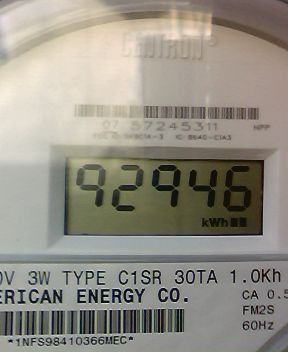 CENTRON®
07 57245311 HPP
92946
kWh
0V 3W TYPE C1SR 30TA 1.0Kh
ERICAN ENERGY CO. CA 0.5
FM2S
60Hz
*1NFS98410366MEC*